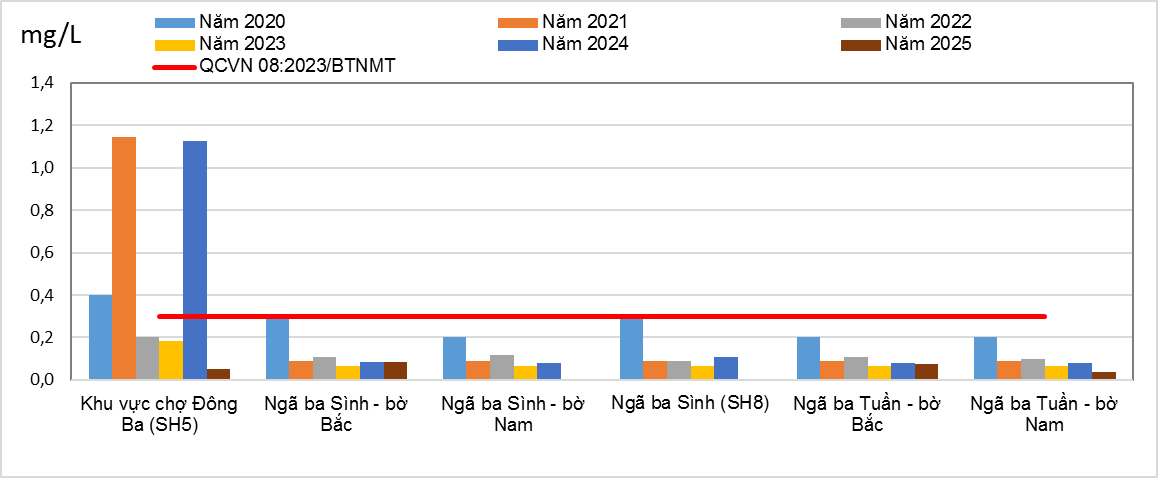 mg/L
Năm 2020
Năm 2021
Năm 2022
Năm 2023
Năm 2024
Năm 2025
QCVN 08:2023/BTNMT
1,4
1,2
1,0
0,8
0,6
0,4
0,2
0,0
Khu vực chợ Đông
Ba (SH5)
Ngã ba Sình - bờ
Bắc
Ngã ba Sình - bờ
Nam
Ngã ba Sình (SH8)
Ngã ba Tuần - bờ
Bắc
Ngã ba Tuần - bờ
Nam